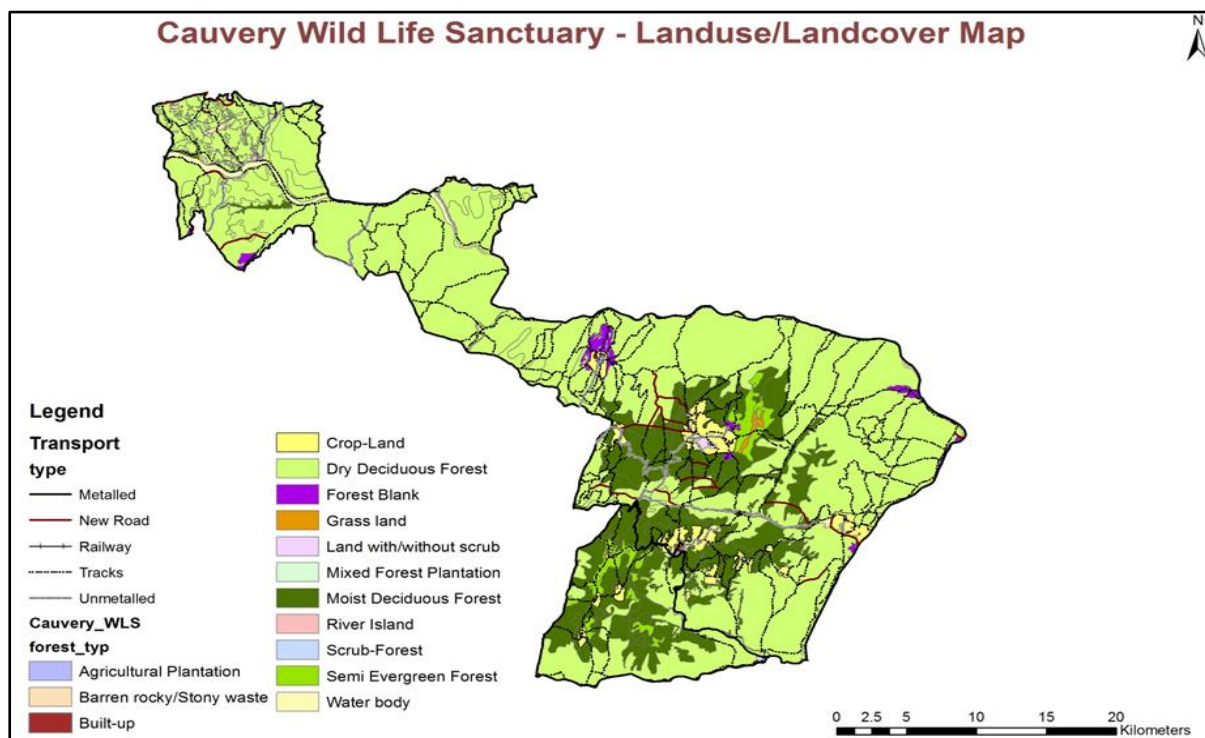 Cauvery Wild Life Sanctuary - Landuse/Landcover Map
N
Legend
Transport
type
Metalled
New Road
Railway
Tracks
Unmetalled
Cauvery_WLS
forest_typ
Agricultural Plantation
Barren rocky/Stony waste
Built-up
Crop-Land
Dry Deciduous Forest
Forest Blank
Grass land
Land with/without scrub
Mixed Forest Plantation
Moist Deciduous Forest
River Island
Scrub-Forest
Semi Evergreen Forest
Water body
0 2.5 5 10 15 20
Kilometers